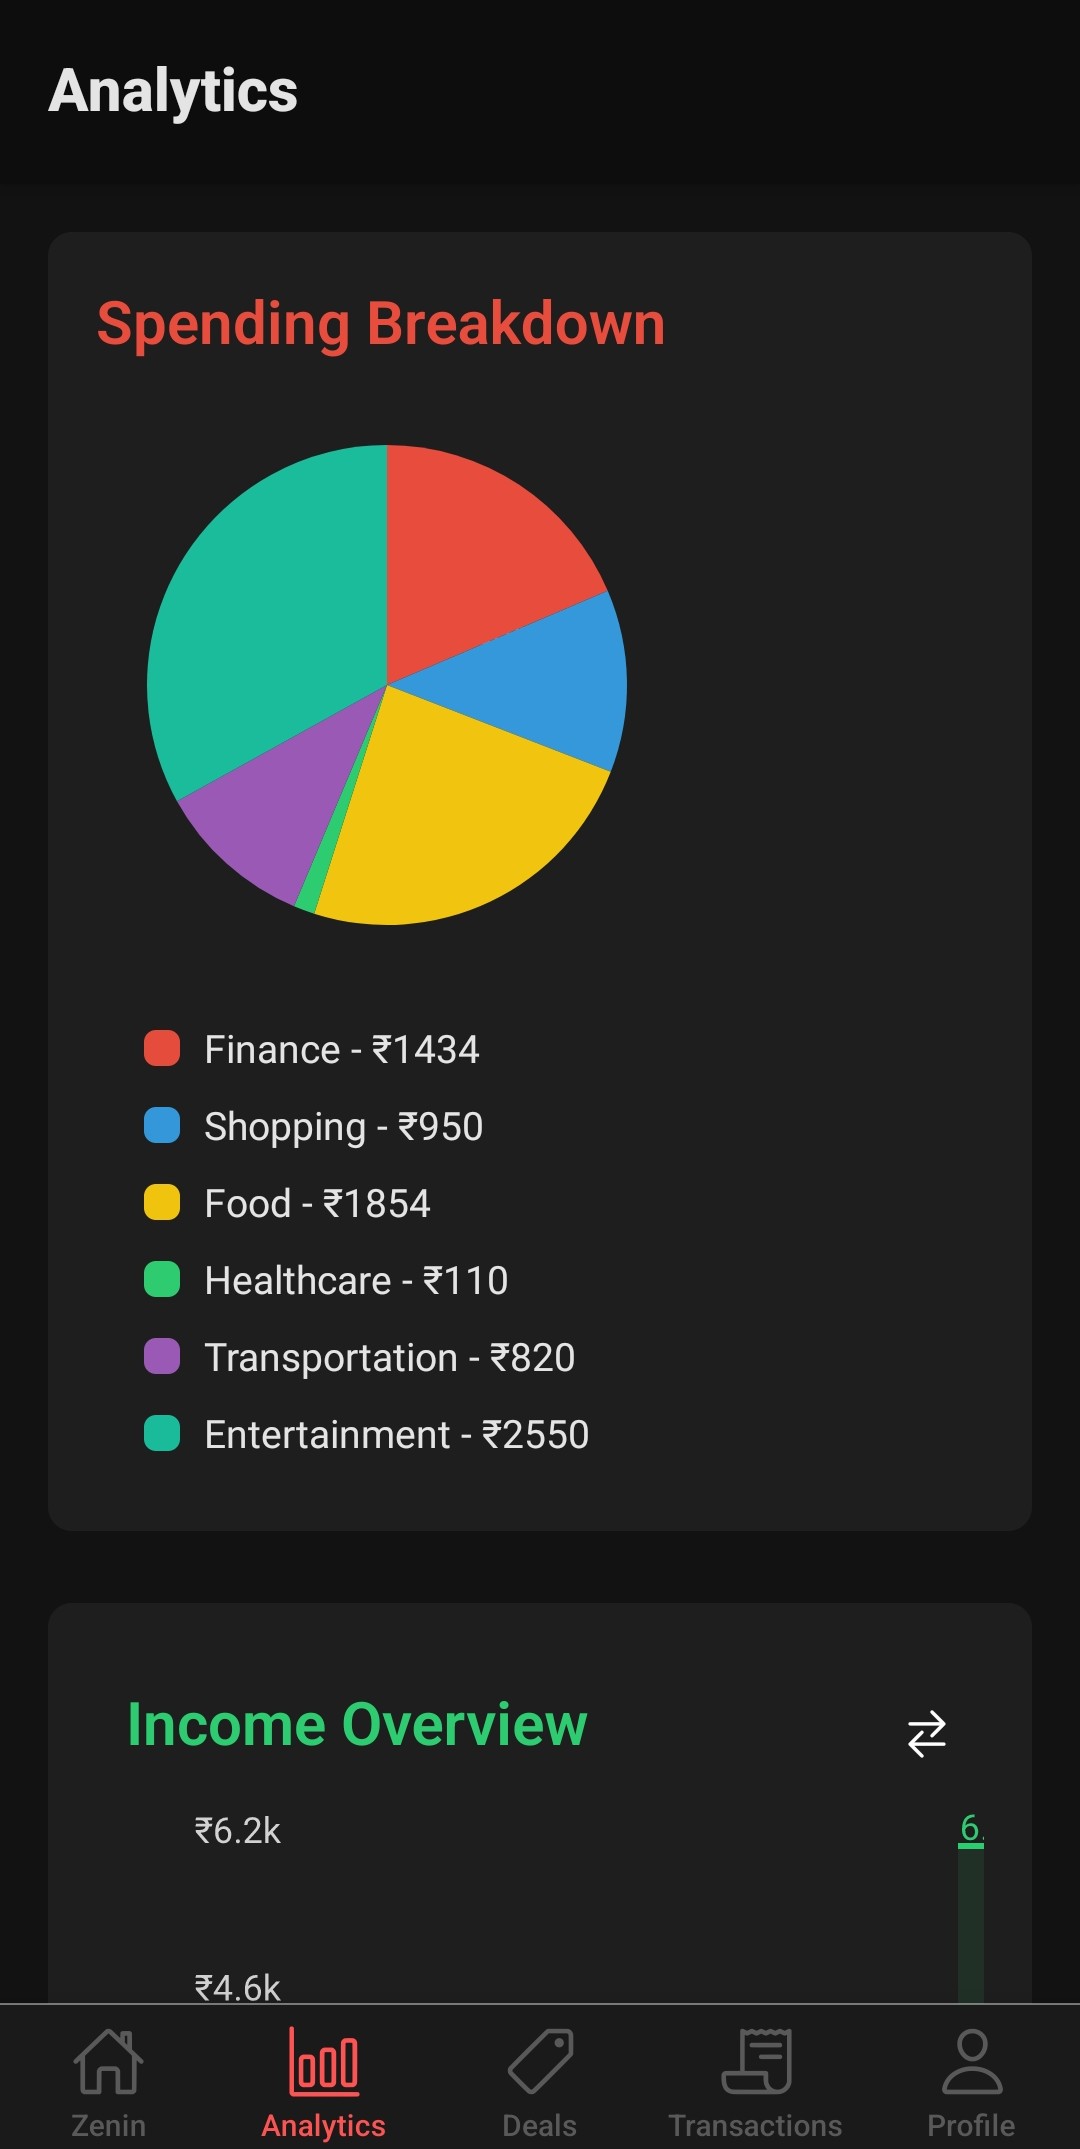 Analytics
Spending Breakdown
Finance - ₹1434
Shopping - ₹950
Food - ₹1854
Healthcare - ₹110
Transportation - ₹820
Entertainment - ₹2550
Income Overview
₹6.2k
6.
₹4.6k
Zenin
Analytics
Deals
Transactions
Profile